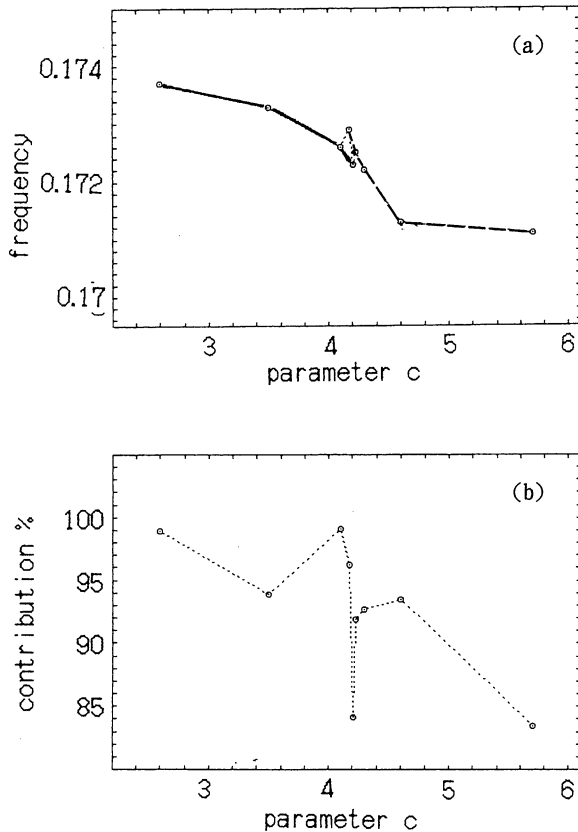 (a)
0.174
0.172
0.17
frequency
3 4 5 6
parameter c
(b)
100
95
90
85
contribution %
3 4 5 6
parameter c